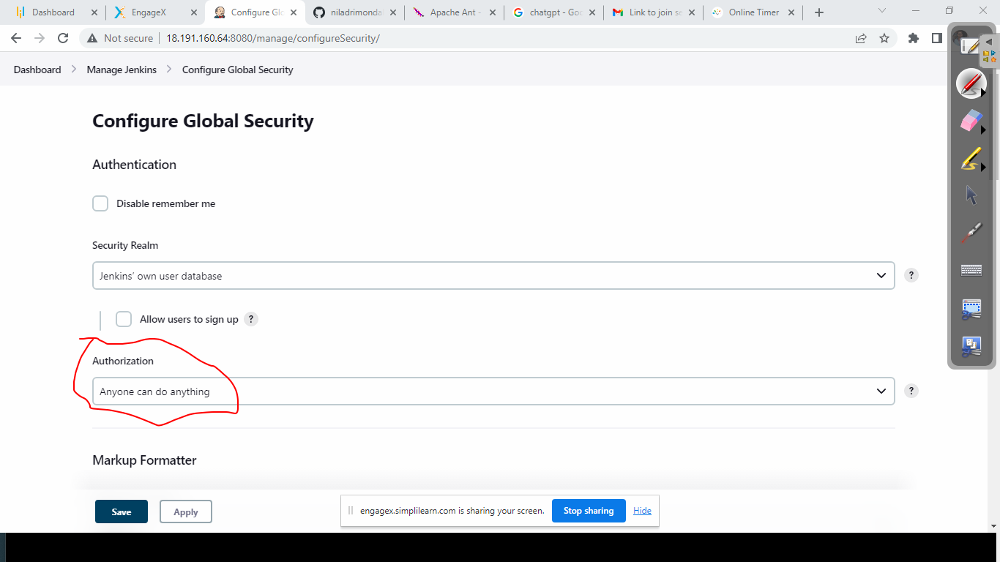 Dashboard
EngageX
Configure Glo
niladrimonda
Apache Ant -
chatgpt - Goo
Link to join se
Online Timer
Not secure
18.191.160.64:8080/manage/configureSecurity/
Dashboard
Manage Jenkins
Configure Global Security
Configure Global Security
Authentication
Disable remember me
Security Realm
Jenkins' own user database
?
Allow users to sign up ?
Authorization
Anyone can do anything
?
Markup Formatter
Save
Apply
engagex.simplilearn.com is sharing your screen.
Stop sharing
Hide